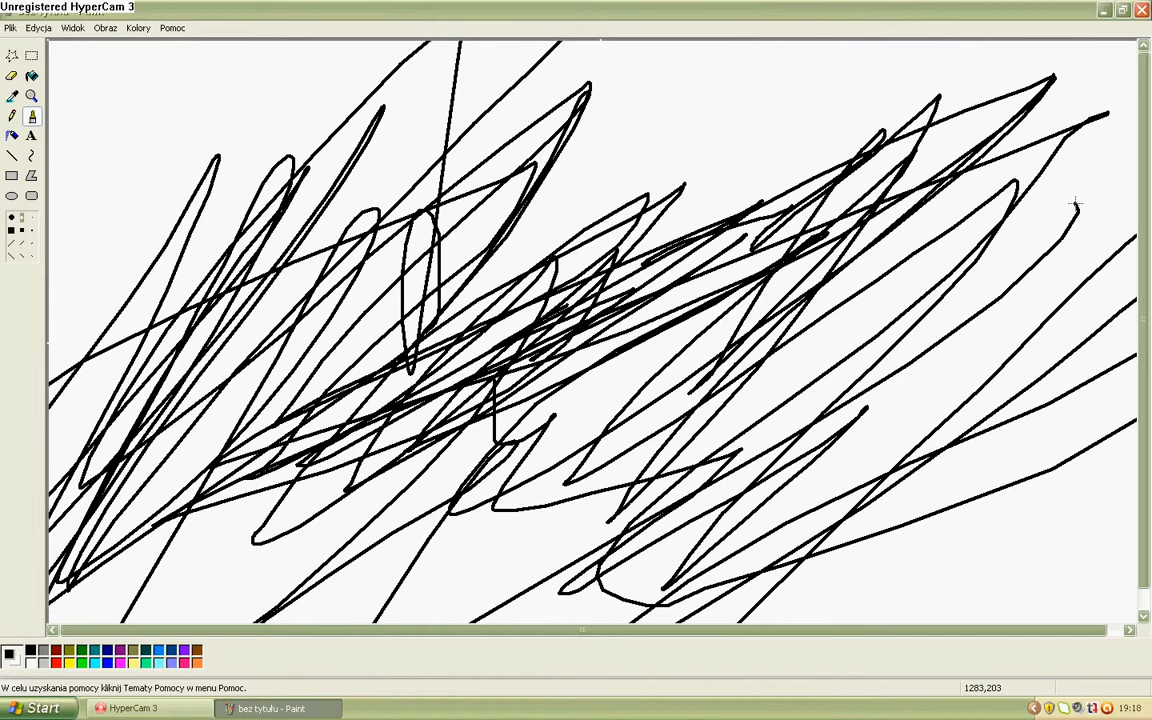 Unregistered HyperCam 3
Plik Edycja Widok Obraz Kolory Pomoc
A
W celu uzyskania pomocy kliknij Tematy Pomocy w menu Pomoc.
1283,203
Start
HyperCam 3
bez tytułu - Paint
19:18